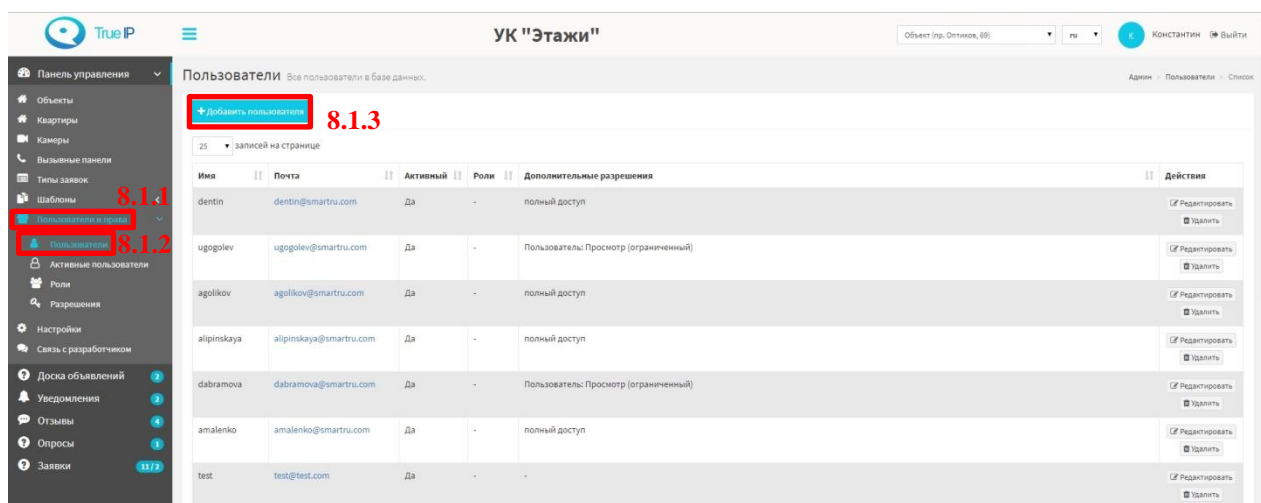 True IP
УК "Этажи"
Объект (пр. Оптиков, 69)
ru
К
Константин
Выйти
Панель управления
Объекты
Квартиры
Камеры
Вызывные панели
Типы заявок
Шаблоны
8.1.1
Пользователи и права
Пользователи
8.1.2
Активные пользователи
Роли
Разрешения
Настройки
Связь с разработчиком
Доска объявлений 2
Уведомления 2
Отзывы 4
Опросы 1
Заявки 11/2
Пользователи Все пользователи в базе данных.
Админ > Пользователи > Список
+ Добавить пользователя
8.1.3
25 записей на странице
Имя Почта Активный Роли Дополнительные разрешения Действия
dentin dentin@smartru.com Да - полный доступ Редактировать
Удалить
ugogolev ugogolev@smartru.com Да - Пользователь: Просмотр (ограниченный) Редактировать
Удалить
agolikov agolikov@smartru.com Да - полный доступ Редактировать
Удалить
alipinskaya alipinskaya@smartru.com Да - полный доступ Редактировать
Удалить
dabramova dabramova@smartru.com Да - Пользователь: Просмотр (ограниченный) Редактировать
Удалить
amalenko amalenko@smartru.com Да - полный доступ Редактировать
Удалить
test test@test.com Да - - Редактировать
Удалить